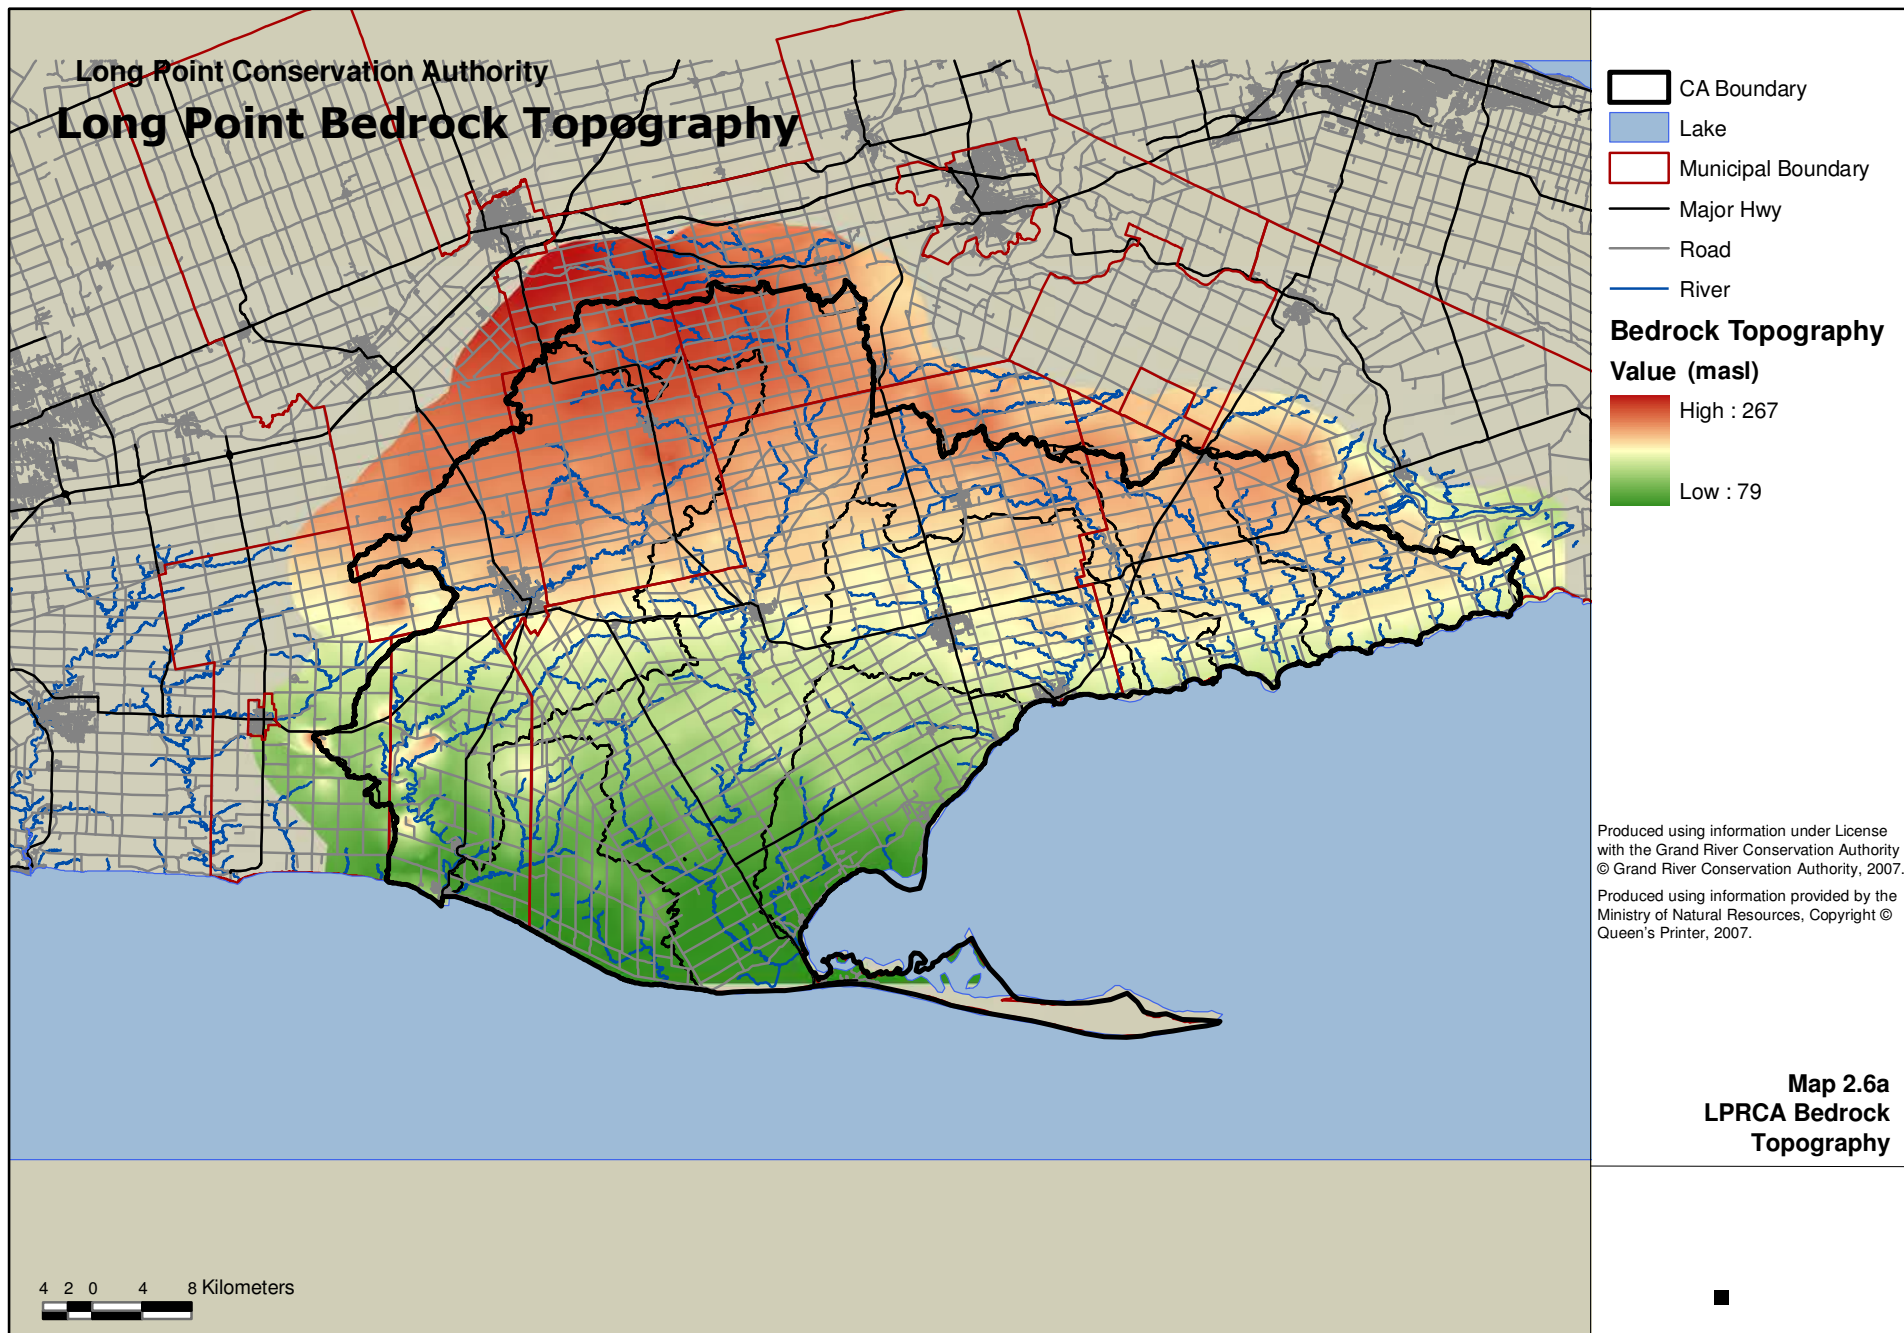 Long Point Conservation Authority
Long Point Bedrock Topography
CA Boundary
Lake
Municipal Boundary
Major Hwy
Road
River
Bedrock Topography
Value (masl)
High : 267
Low : 79
Produced using information under License
with the Grand River Conservation Authority
© Grand River Conservation Authority, 2007.
Produced using information provided by the
Ministry of Natural Resources, Copyright ©
Queen's Printer, 2007.
Map 2.6a
LPRCA Bedrock
Topography
4 2 0 4 8 Kilometers